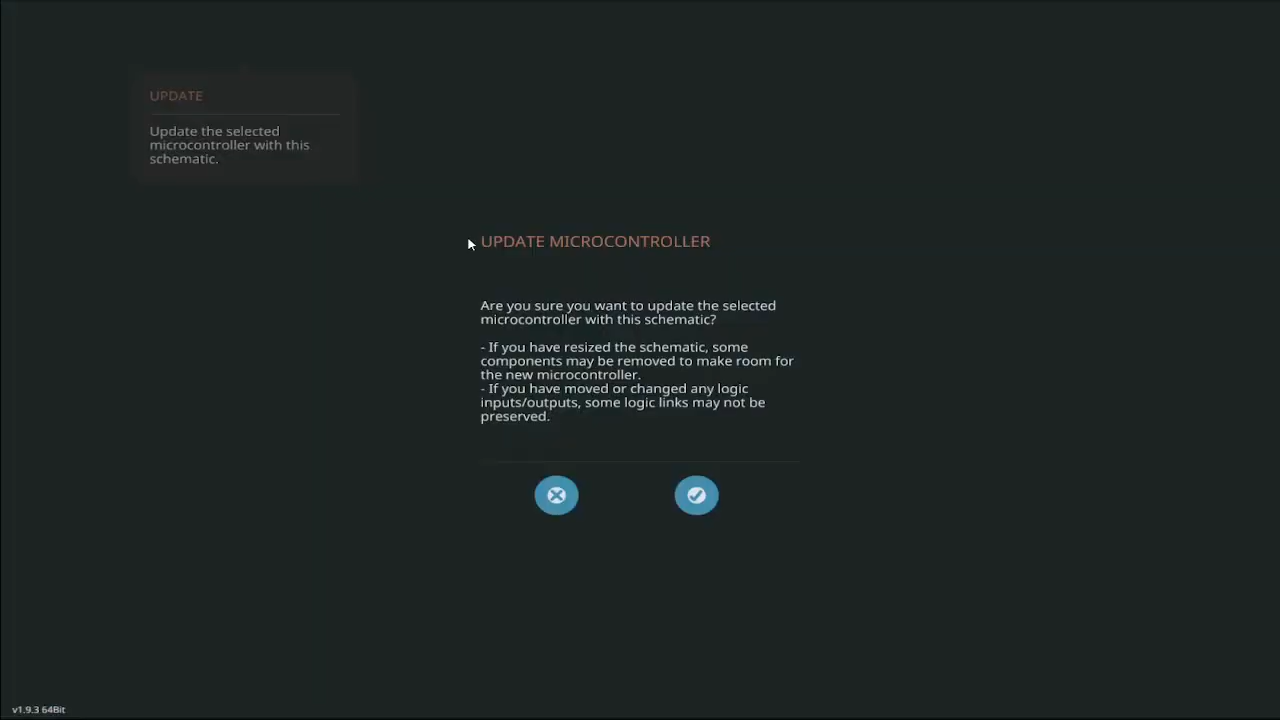 UPDATE
Update the selected
microcontroller with this
schematic.
UPDATE MICROCONTROLLER
Are you sure you want to update the selected
microcontroller with this schematic?
- If you have resized the schematic, some
components may be removed to make room for
the new microcontroller.
- If you have moved or changed any logic
inputs/outputs, some logic links may not be
preserved.
v1.9.3 64Bit